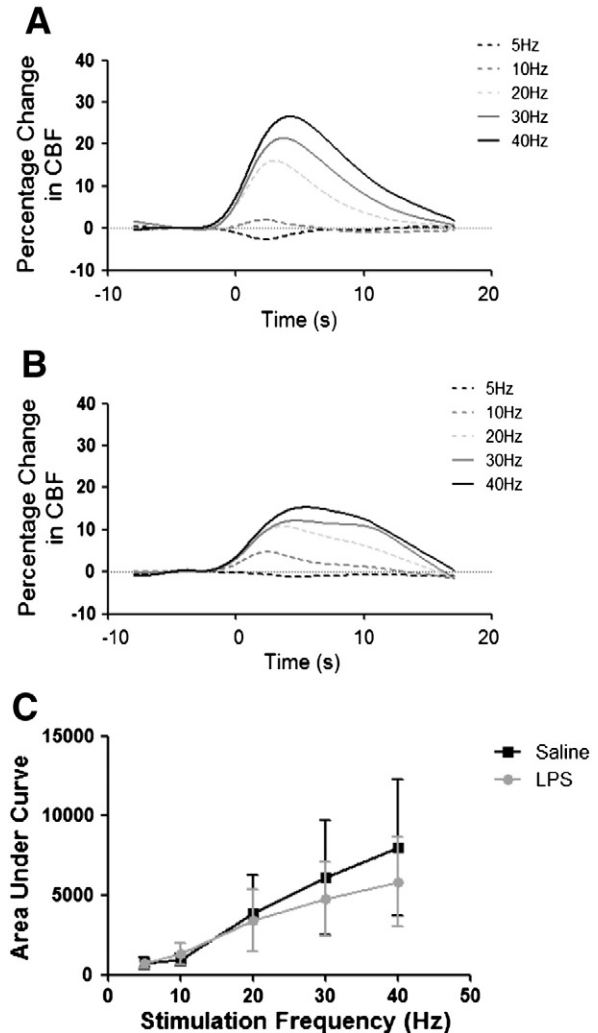 A
Percentage Change
in CBF
40
30
20
10
0
-10
-10
0
10
20
Time (s)
5Hz
10Hz
20Hz
30Hz
40Hz
B
Percentage Change
in CBF
40
30
20
10
0
-10
-10
0
10
20
Time (s)
5Hz
10Hz
20Hz
30Hz
40Hz
C
Area Under Curve
15000
10000
5000
0
0
10
20
30
40
50
Stimulation Frequency (Hz)
Saline
LPS